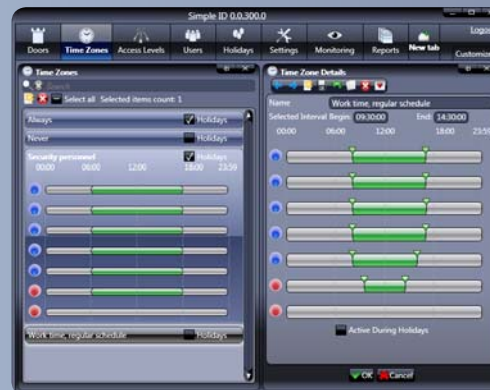 Simple ID 0.0.300.0
Doors
Time Zones
Access Levels
Users
Holidays
Settings
Monitoring
Reports
New tab
Customize
Time Zones
Search
Select all Selected items count: 1
Always Holidays
Never Holidays
Security personnel Holidays
00:00 06:00 12:00 18:00 23:59
Work time, regular schedule Holidays
Time Zone Details
Name Work time, regular schedule
Selected Interval Begin: 09:30:00 End: 14:30:00
00:00 06:00 12:00 18:00 23:59
Active During Holidays
OK Cancel